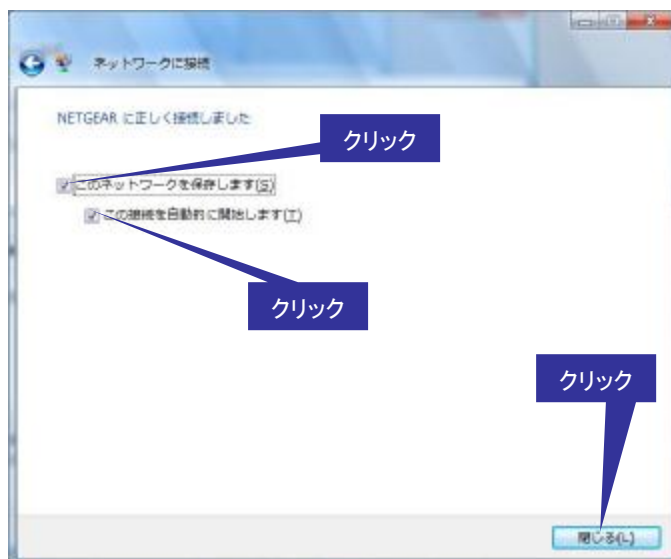 ネットワークに接続
NETGEAR に正しく接続しました
クリック
このネットワークを保存します(S)
この接続を自動的に開始します(T)
クリック
クリック
閉じる(L)